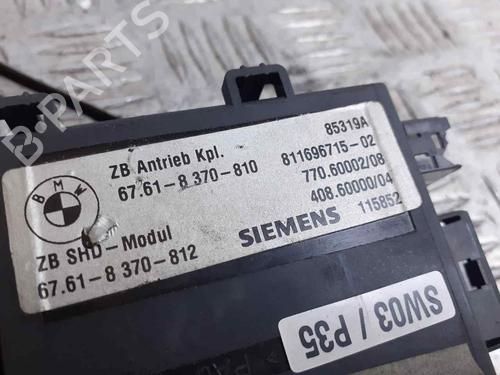 BMW
ZB Antrieb Kpl.
67.61-8 370-810
ZB SHD-Modul
67.61-8 370-812
85319A
811696715-02
770.60002/08
408.60000/04
SIEMENS 115852
SW03 / P35
B-PARTS